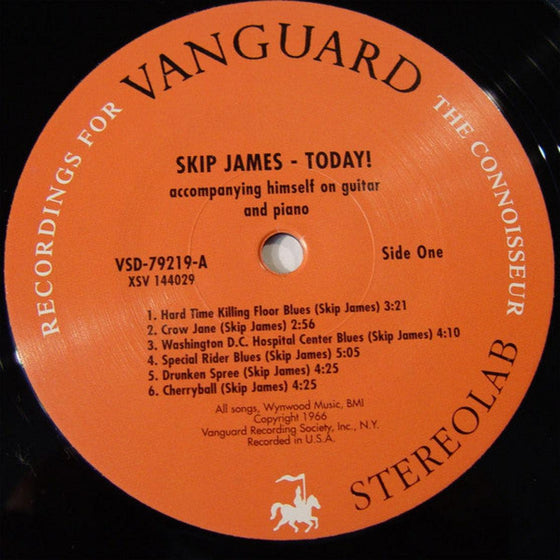 RECORDINGS FOR VANGUARD THE CONNOISSEUR
SKIP JAMES - TODAY!
accompanying himself on guitar
and piano
VSD-79219-A
XSV 144029
Side One
1. Hard Time Killing Floor Blues (Skip James) 3:21
2. Crow Jane (Skip James) 2:56
3. Washington D.C. Hospital Center Blues (Skip James) 4:10
4. Special Rider Blues (Skip James) 5:05
5. Drunken Spree (Skip James) 4:25
6. Cherryball (Skip James) 4:25
All songs, Wynwood Music, BMI
Copyright 1966
Vanguard Recording Society, Inc., N.Y.
Recorded in U.S.A.
STEREOLAB